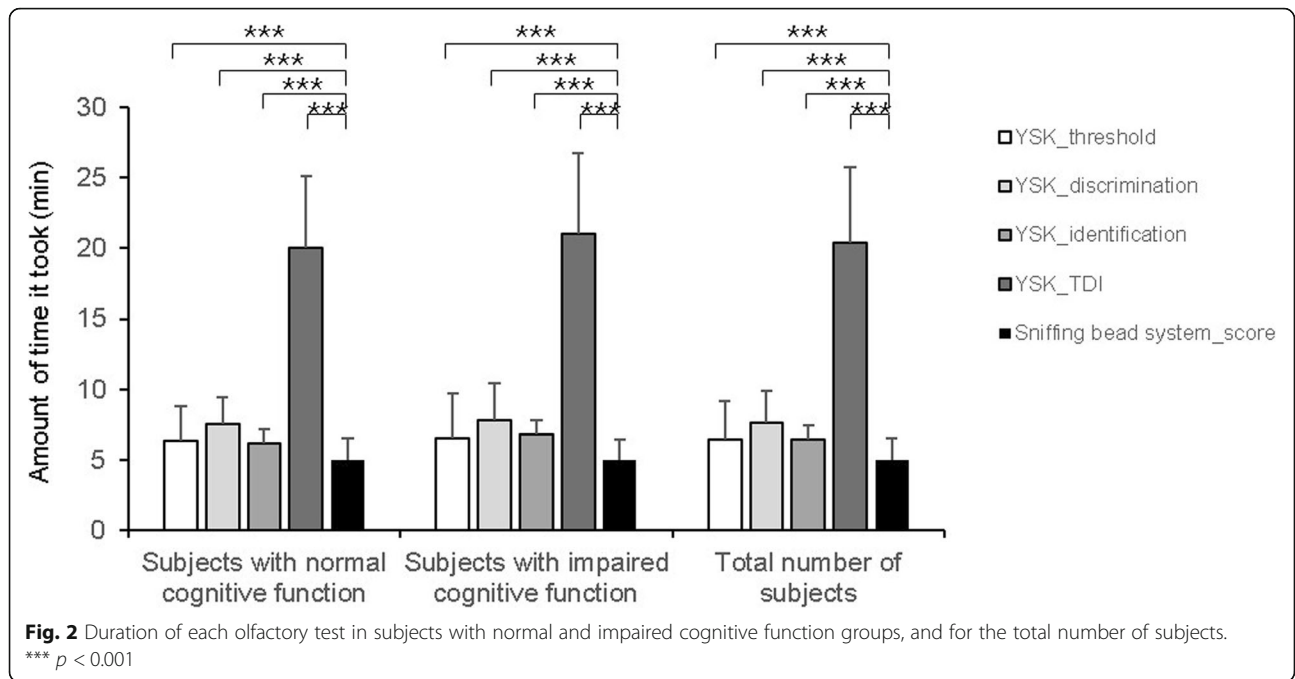 *** *** ***
*** *** ***
*** *** ***
*** *** ***
30
25
20
15
10
5
0
Amount of time it took (min)
Subjects with normal
cognitive function
Subjects with impaired
cognitive function
Total number of
subjects
YSK_threshold
YSK_discrimination
YSK_identification
YSK_TDI
Sniffing bead system_score
Fig. 2 Duration of each olfactory test in subjects with normal and impaired cognitive function groups, and for the total number of subjects.
*** p < 0.001